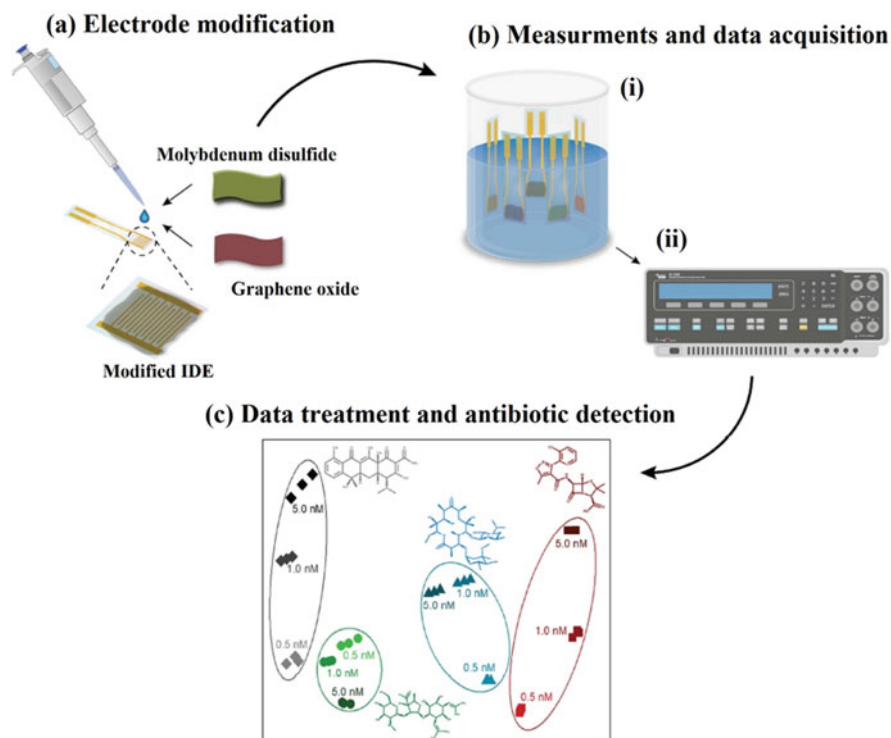 (a) Electrode modification
Molybdenum disulfide
Graphene oxide
Modified IDE
(b) Measurments and data acquisition
(i)
(ii)
(c) Data treatment and antibiotic detection
5.0 nM
1.0 nM
0.5 nM
0.5 nM
1.0 nM
5.0 nM
5.0 nM
1.0 nM
0.5 nM
5.0 nM
1.0 nM
0.5 nM